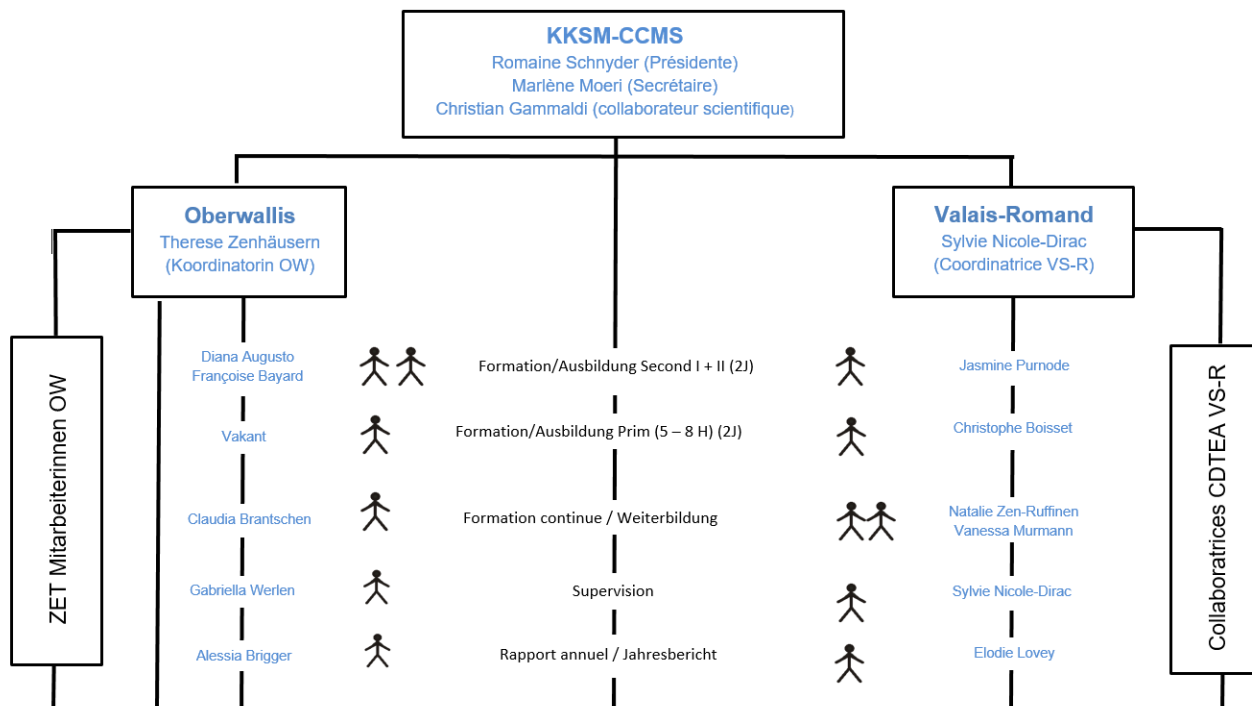 KKSM-CCMS
Romaine Schnyder (Présidente)
Marlène Moeri (Secrétaire)
Christian Gammaldi (collaborateur scientifique)
Oberwallis
Therese Zenhäusern
(Koordinatorin OW)
Valais-Romand
Sylvie Nicole-Dirac
(Coordinatrice VS-R)
ZET Mitarbeiterinnen OW
Diana Augusto
Françoise Bayard
Formation/Ausbildung Second I + II (2J)
Jasmine Purnode
Vakant
Formation/Ausbildung Prim (5 – 8 H) (2J)
Christophe Boisset
Claudia Brantschen
Formation continue / Weiterbildung
Natalie Zen-Ruffinen
Vanessa Murmann
Gabriella Werlen
Supervision
Sylvie Nicole-Dirac
Alessia Brigger
Rapport annuel / Jahresbericht
Elodie Lovey
Collaboratrices CDTEA VS-R